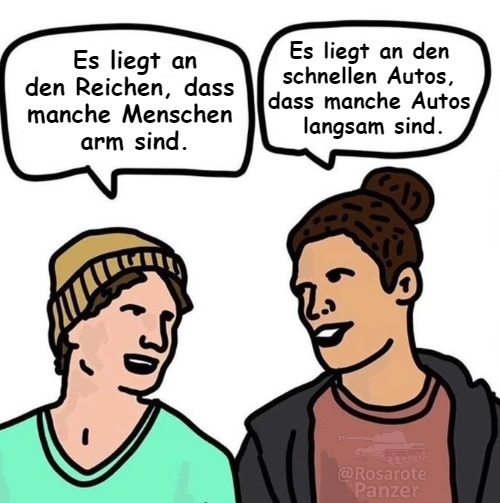 Es liegt an
den Reichen, dass
manche Menschen
arm sind.
Es liegt an den
schnellen Autos,
dass manche Autos
langsam sind.
@Rosarote
Panzer